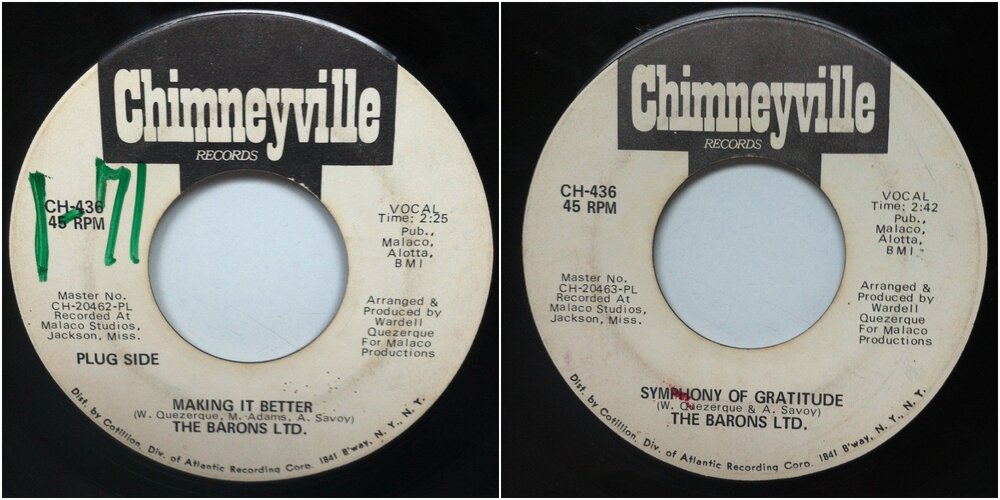 Chimneyville
RECORDS
1-71
CH-436
45 RPM
VOCAL
Time: 2:25
Pub.,
Malaco,
Alotta,
BMI
Master No.
CH-20462-PL
Recorded At
Malaco Studios,
Jackson, Miss.
PLUG SIDE
Arranged &
Produced by
Wardell
Quezerque
For Malaco
Productions
MAKING IT BETTER
(W. Quezerque, M. Adams, A. Savoy)
THE BARONS LTD.
Dist. by Cotillion, Div. of Atlantic Recording Corp. 1841 B'way, N. Y., N. Y.
Chimneyville
RECORDS
CH-436
45 RPM
VOCAL
Time: 2:42
Pub.,
Malaco,
Alotta,
BMI
Master No.
CH-20463-PL
Recorded At
Malaco Studios,
Jackson, Miss.
Arranged &
Produced by
Wardell
Quezerque
For Malaco
Productions
SYMPHONY OF GRATITUDE
(W. Quezerque & A. Savoy)
THE BARONS LTD.
Dist. by Cotillion, Div. of Atlantic Recording Corp. 1841 B'way, N. Y., N. Y.